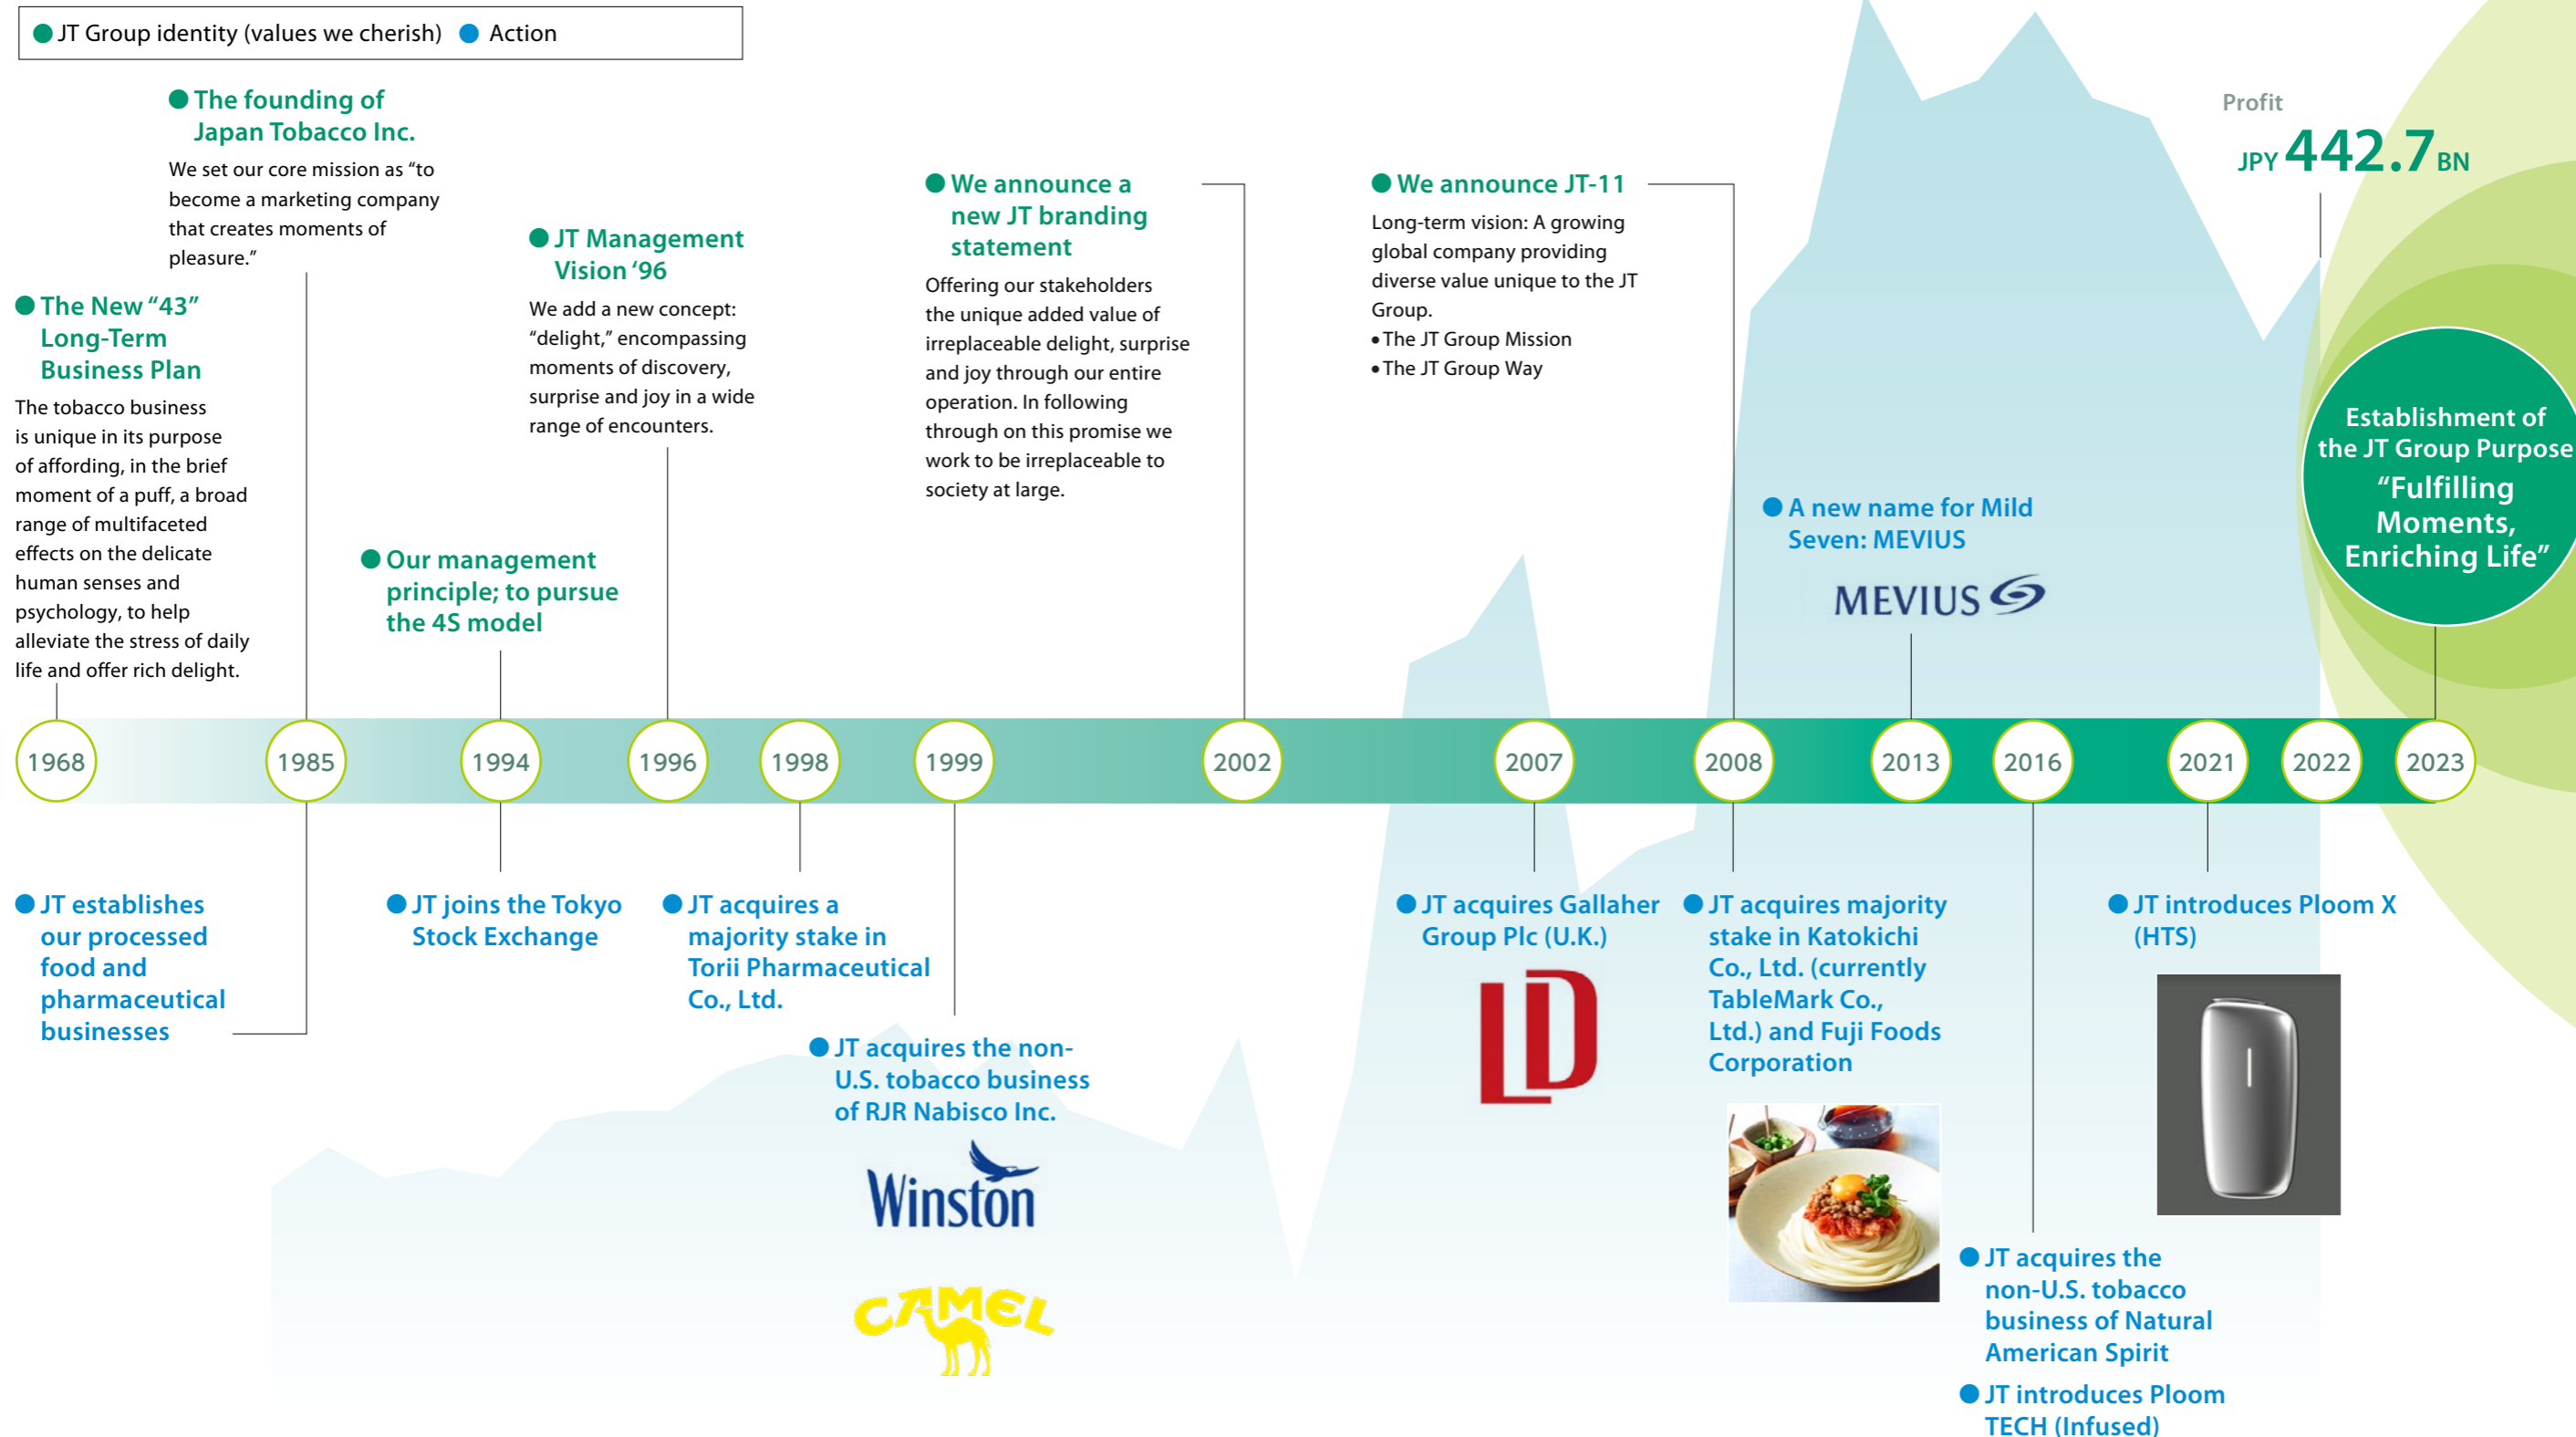 JT Group identity (values we cherish) Action
The founding of
Japan Tobacco Inc.
We set our core mission as “to
become a marketing company
that creates moments of
pleasure.”
The New “43”
Long-Term
Business Plan
The tobacco business
is unique in its purpose
of affording, in the brief
moment of a puff, a broad
range of multifaceted
effects on the delicate
human senses and
psychology, to help
alleviate the stress of daily
life and offer rich delight.
Our management
principle; to pursue
the 4S model
JT Management
Vision ‘96
We add a new concept:
“delight,” encompassing
moments of discovery,
surprise and joy in a wide
range of encounters.
We announce a
new JT branding
statement
Offering our stakeholders
the unique added value of
irreplaceable delight, surprise
and joy through our entire
operation. In following
through on this promise we
work to be irreplaceable to
society at large.
We announce JT-11
Long-term vision: A growing
global company providing
diverse value unique to the JT
Group.
• The JT Group Mission
• The JT Group Way
A new name for Mild
Seven: MEVIUS
MEVIUS
Profit
JPY 442.7 BN
Establishment of
the JT Group Purpose
“Fulfilling
Moments,
Enriching Life”
1968 1985 1994 1996 1998 1999 2002 2007 2008 2013 2016 2021 2022 2023
JT establishes
our processed
food and
pharmaceutical
businesses
JT joins the Tokyo
Stock Exchange
JT acquires a
majority stake in
Torii Pharmaceutical
Co., Ltd.
JT acquires the non-
U.S. tobacco business
of RJR Nabisco Inc.
Winston
CAMEL
JT acquires Gallaher
Group Plc (U.K.)
LD
JT acquires majority
stake in Katokichi
Co., Ltd. (currently
TableMark Co.,
Ltd.) and Fuji Foods
Corporation
JT acquires the
non-U.S. tobacco
business of Natural
American Spirit
JT introduces Ploom
TECH (Infused)
JT introduces Ploom X
(HTS)